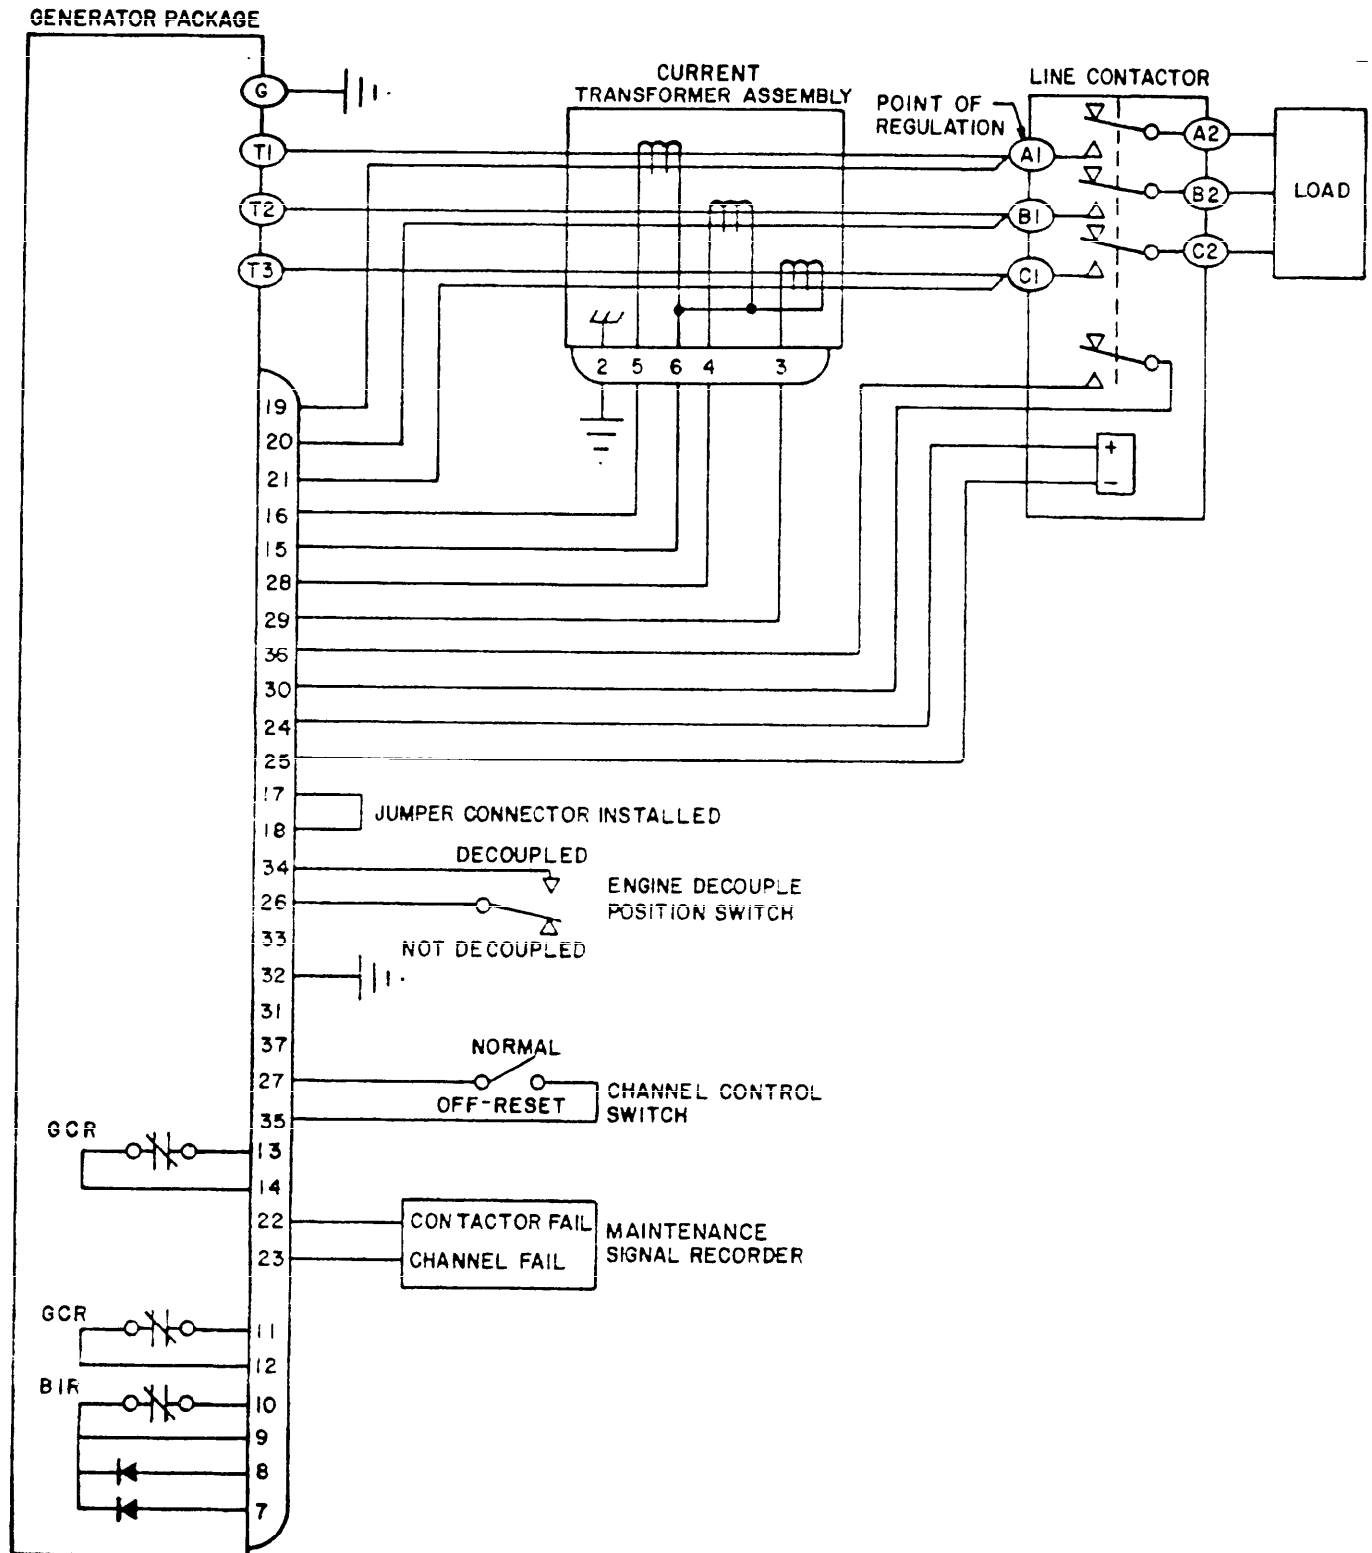 GENERATOR PACKAGE
G
T1
T2
T3
CURRENT
TRANSFORMER ASSEMBLY
POINT OF
REGULATION
LINE CONTACTOR
A1
B1
C1
A2
B2
C2
LOAD
2 5 6 4 3
+
-
19
20
21
16
15
28
29
36
30
24
25
17
18
JUMPER CONNECTOR INSTALLED
34
26
33
DECOUPLED
NOT DECOUPLED
ENGINE DECOUPLE
POSITION SWITCH
32
31
37
27
35
NORMAL
OFF-RESET
CHANNEL CONTROL
SWITCH
GCR
13
14
22
23
CONTACTOR FAIL
CHANNEL FAIL
MAINTENANCE
SIGNAL RECORDER
GCR
11
12
BIR
10
9
8
7